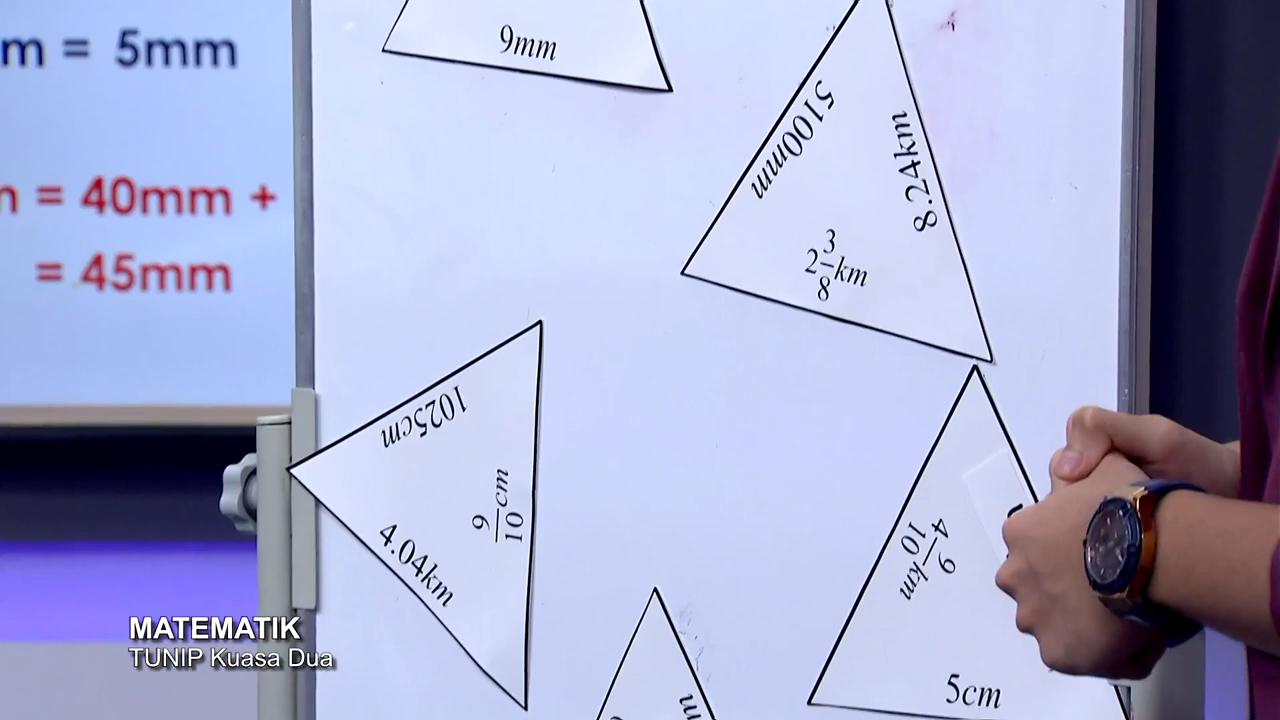 m = 5mm
= 40mm +
= 45mm
9mm
5100mm
8.24km
2 3/8 km
1025cm
9/10 cm
4.04km
4 9/10 km
5cm
m
MATEMATIK
TUNIP Kuasa Dua